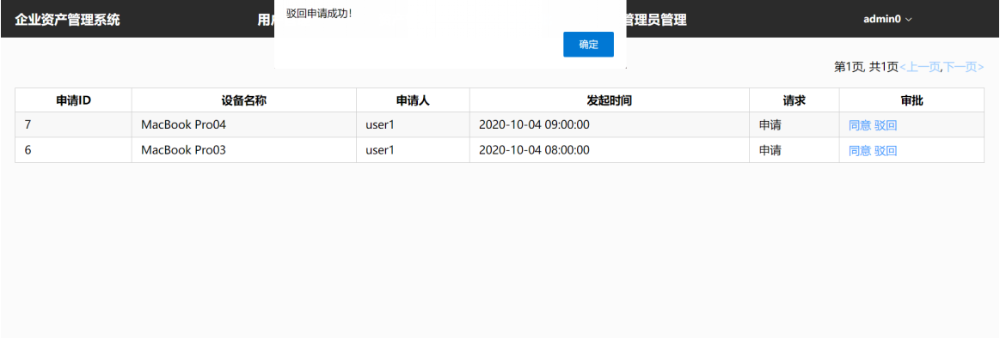 驳回申请成功！
确定
企业资产管理系统 用 管理员管理 admin0
第1页, 共1页<上一页,下一页>
申请ID 设备名称 申请人 发起时间 请求 审批
7 MacBook Pro04 user1 2020-10-04 09:00:00 申请 同意 驳回
6 MacBook Pro03 user1 2020-10-04 08:00:00 申请 同意 驳回